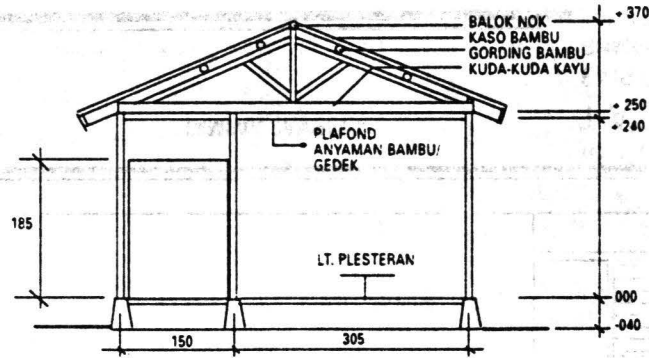 BALOK NOK
KASO BAMBU
GORDING BAMBU
KUDA-KUDA KAYU
+ 370
+ 250
+ 240
PLAFOND
ANYAMAN BAMBU/
GEDEK
185
LT. PLESTERAN
000
-040
150
305